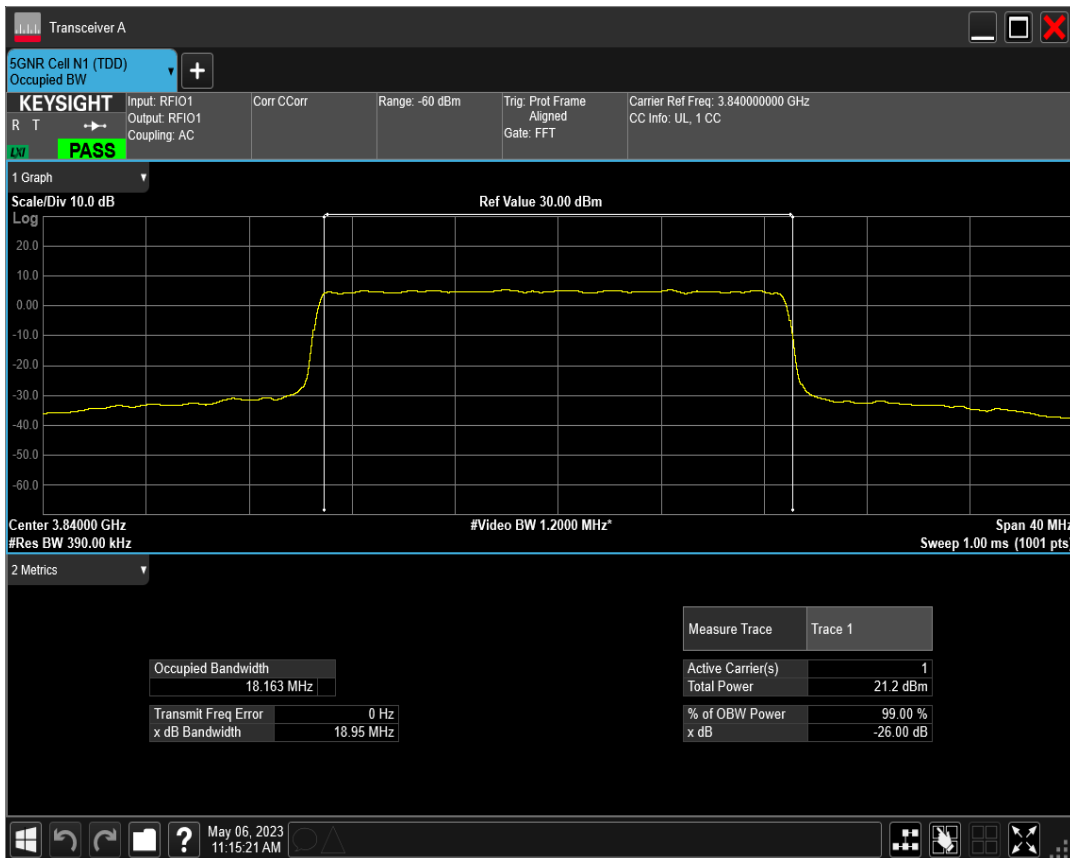 Transceiver A
5GNR Cell N1 (TDD)
Occupied BW
+
KEYSIGHT
R T
LXI
PASS
Input: RFIO1
Output: RFIO1
Coupling: AC
Corr CCorr
Range: -60 dBm
Trig: Prot Frame
Aligned
Gate: FFT
Carrier Ref Freq: 3.840000000 GHz
CC Info: UL, 1 CC
1 Graph
Scale/Div 10.0 dB
Ref Value 30.00 dBm
Log
20.0
10.0
0.00
-10.0
-20.0
-30.0
-40.0
-50.0
-60.0
Center 3.84000 GHz
#Video BW 1.2000 MHz*
Span 40 MHz
#Res BW 390.00 kHz
Sweep 1.00 ms (1001 pts)
2 Metrics
Measure Trace Trace 1
Occupied Bandwidth
18.163 MHz
Active Carrier(s) 1
Total Power 21.2 dBm
Transmit Freq Error 0 Hz
x dB Bandwidth 18.95 MHz
% of OBW Power 99.00 %
x dB -26.00 dB
?
May 06, 2023
11:15:21 AM